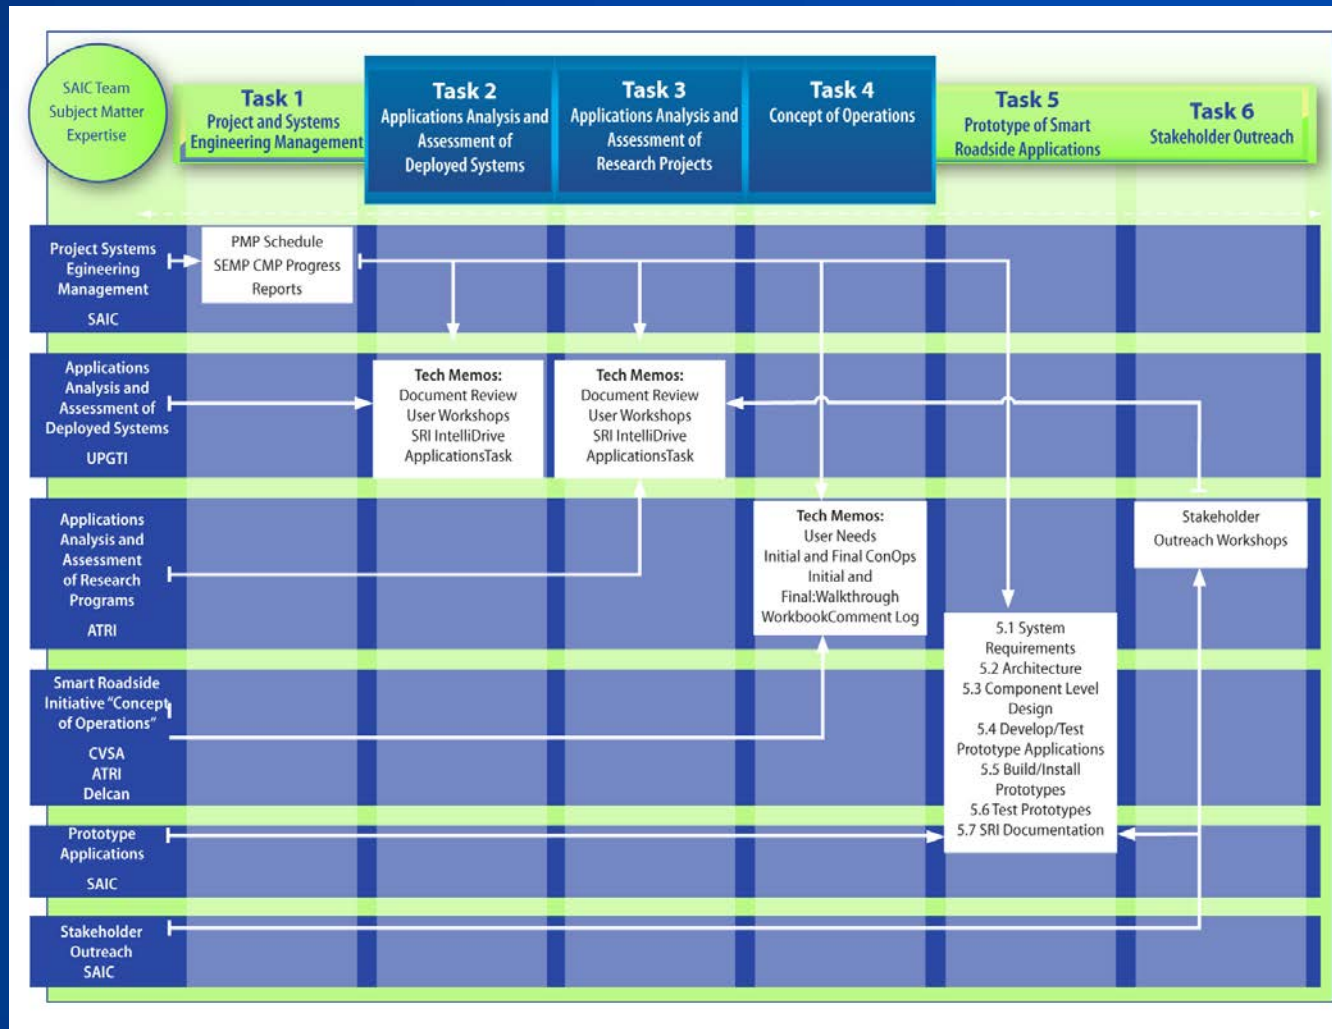 SAIC Team
Subject Matter
Expertise
Task 1
Project and Systems
Engineering Management
Task 2
Applications Analysis and
Assessment of
Deployed Systems
Task 3
Applications Analysis and
Assessment of
Research Projects
Task 4
Concept of Operations
Task 5
Prototype of Smart
Roadside Applications
Task 6
Stakeholder Outreach
Project Systems
Egineering
Management
SAIC
PMP Schedule
SEMP CMP Progress
Reports
Applications
Analysis and
Assessment of
Deployed Systems
UPGTI
Tech Memos:
Document Review
User Workshops
SRI IntelliDrive
ApplicationsTask
Tech Memos:
Document Review
User Workshops
SRI IntelliDrive
ApplicationsTask
Applications
Analysis and
Assessment
of Research
Programs
ATRI
Tech Memos:
User Needs
Initial and Final ConOps
Initial and
Final:Walkthrough
WorkbookComment Log
Stakeholder
Outreach Workshops
Smart Roadside
Initiative “Concept
of Operations”
CVSA
ATRI
Delcan
5.1 System
Requirements
5.2 Architecture
5.3 Component Level
Design
5.4 Develop/Test
Prototype Applications
5.5 Build/Install
Prototypes
5.6 Test Prototypes
5.7 SRI Documentation
Prototype
Applications
SAIC
Stakeholder
Outreach
SAIC